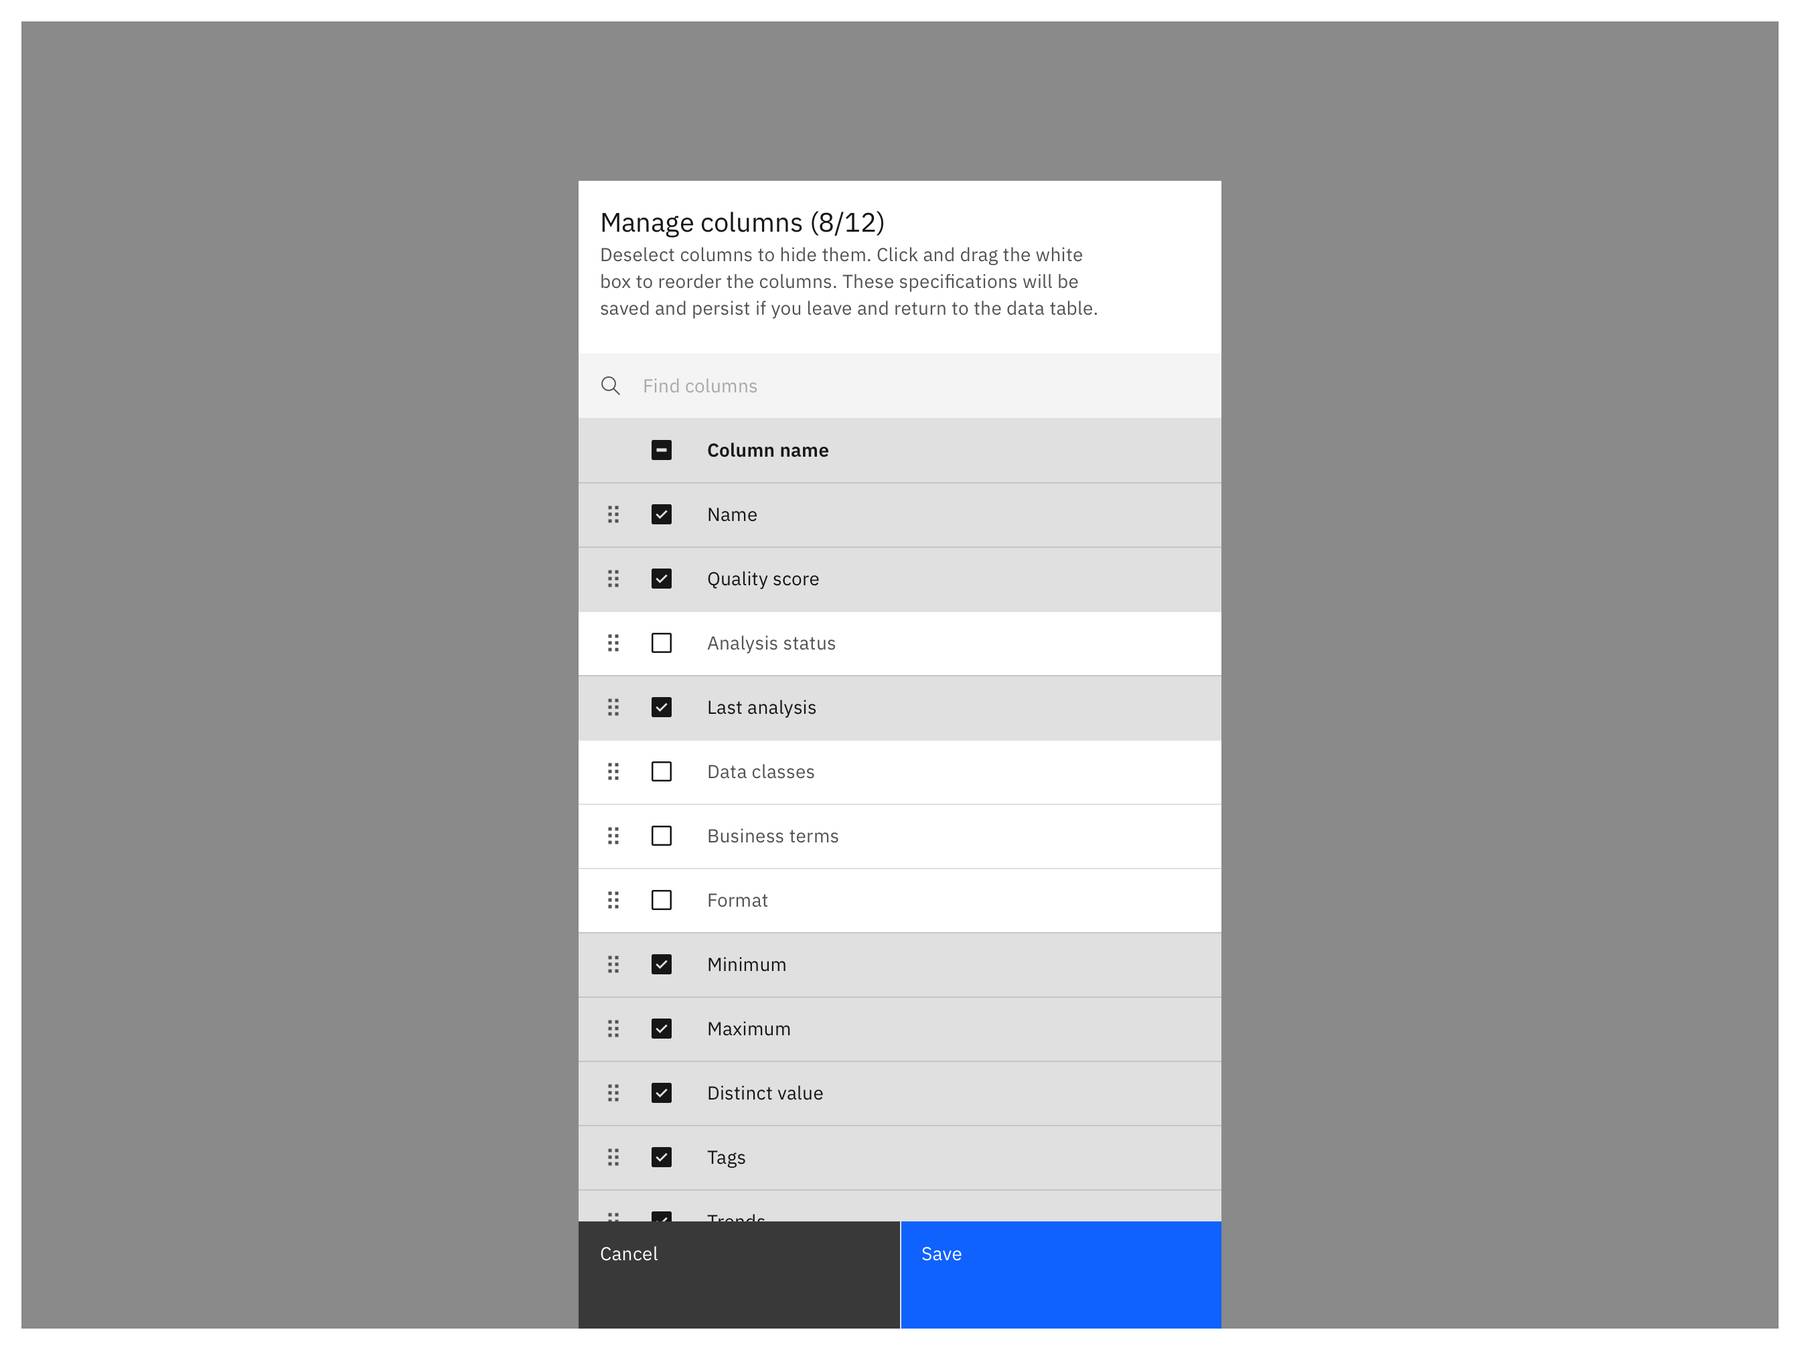 Manage columns (8/12)
Deselect columns to hide them. Click and drag the white
box to reorder the columns. These specifications will be
saved and persist if you leave and return to the data table.
Find columns
Column name
Name
Quality score
Analysis status
Last analysis
Data classes
Business terms
Format
Minimum
Maximum
Distinct value
Tags
Trends
Cancel
Save